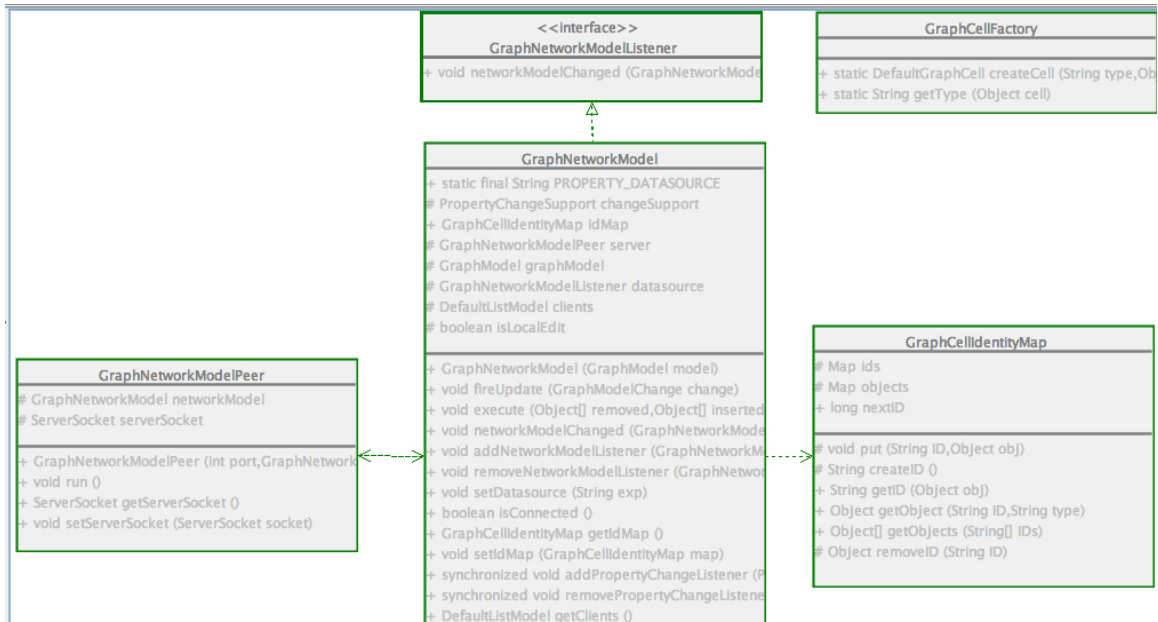 <<interface>>
GraphNetworkModelListener
+ void networkModelChanged (GraphNetworkMode
GraphCellFactory
+ static DefaultGraphCell createCell (String type,Ob
+ static String getType (Object cell)
GraphNetworkModel
+ static final String PROPERTY_DATASOURCE
# PropertyChangeSupport changeSupport
+ GraphCellIdentityMap idMap
# GraphNetworkModelPeer server
# GraphModel graphModel
# GraphNetworkModelListener datasource
# DefaultListModel clients
# boolean isLocalEdit
+ GraphNetworkModel (GraphModel model)
+ void fireUpdate (GraphModelChange change)
+ void execute (Object[] removed,Object[] inserted
+ void networkModelChanged (GraphNetworkMode
+ void addNetworkModelListener (GraphNetworkM
+ void removeNetworkModelListener (GraphNetwor
+ void setDatasource (String exp)
+ boolean isConnected ()
+ GraphCellIdentityMap getIdMap ()
+ void setIdMap (GraphCellIdentityMap map)
+ synchronized void addPropertyChangeListener (P
+ synchronized void removePropertyChangeListene
+ DefaultListModel getClients ()
GraphNetworkModelPeer
# GraphNetworkModel networkModel
# ServerSocket serverSocket
+ GraphNetworkModelPeer (int port,GraphNetwork
+ void run ()
+ ServerSocket getServerSocket ()
+ void setServerSocket (ServerSocket socket)
GraphCellIdentityMap
# Map ids
# Map objects
+ long nextID
# void put (String ID,Object obj)
# String createID ()
+ String getID (Object obj)
+ Object getObject (String ID,String type)
+ Object[] getObjects (String[] IDs)
# Object removeID (String ID)